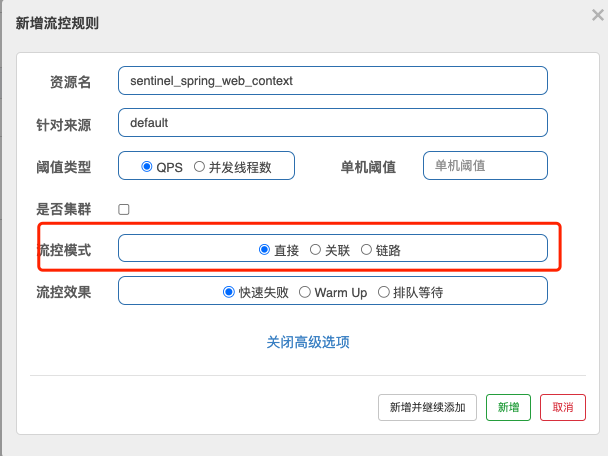 新增流控规则
资源名 sentinel_spring_web_context
针对来源 default
阈值类型 QPS 并发线程数 单机阈值 单机阈值
是否集群
流控模式 直接 关联 链路
流控效果 快速失败 Warm Up 排队等待
关闭高级选项
新增并继续添加 新增 取消